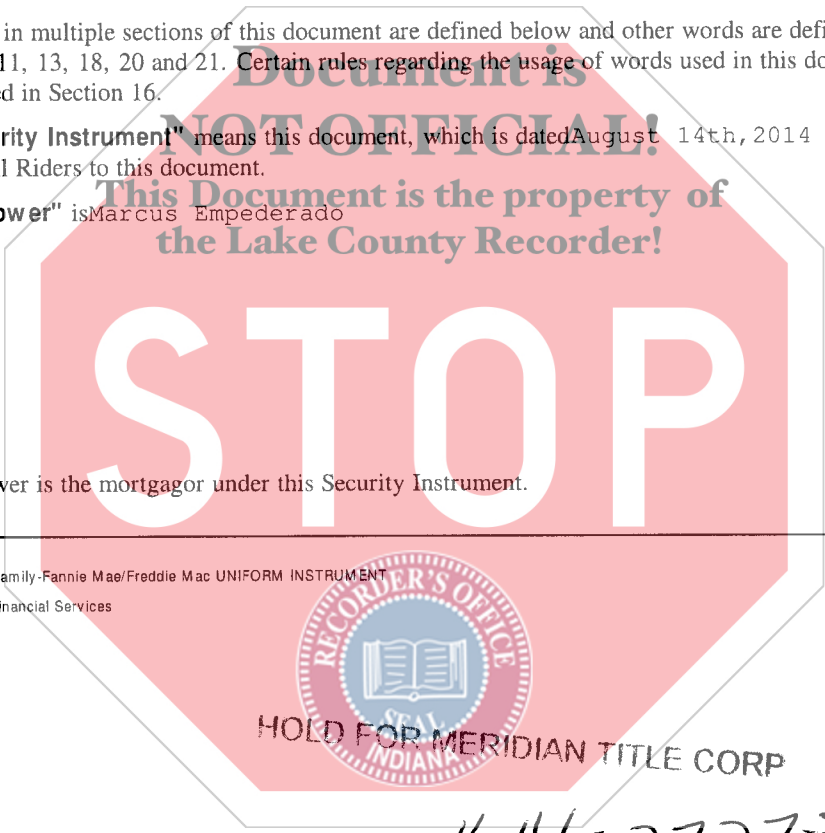 in multiple sections of this document are defined below and other words are defi
11, 13, 18, 20 and 21. Certain rules regarding the usage of words used in this do
d in Section 16.
Document is
NOT OFFICIAL!
This Document is the property of
the Lake County Recorder!
rity Instrument" means this document, which is datedAugust 14th,2014
l Riders to this document.
ower" isMarcus Empederado
STOP
ver is the mortgagor under this Security Instrument.
amily-Fannie Mae/Freddie Mac UNIFORM INSTRUMENT
nancial Services
RECORDER'S OFFICE
SEAL
INDIANA
HOLD FOR MERIDIAN TITLE CORP